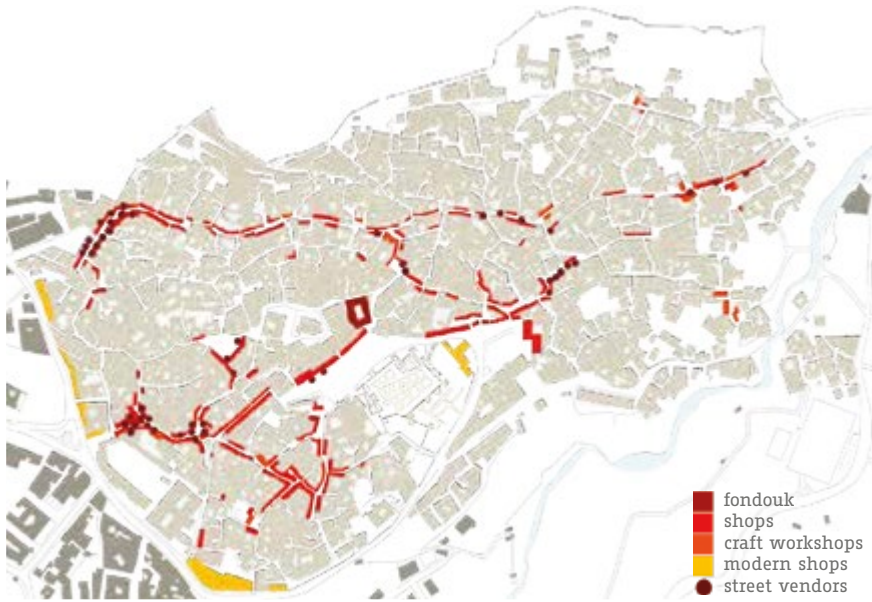 fondouk
shops
craft workshops
modern shops
street vendors